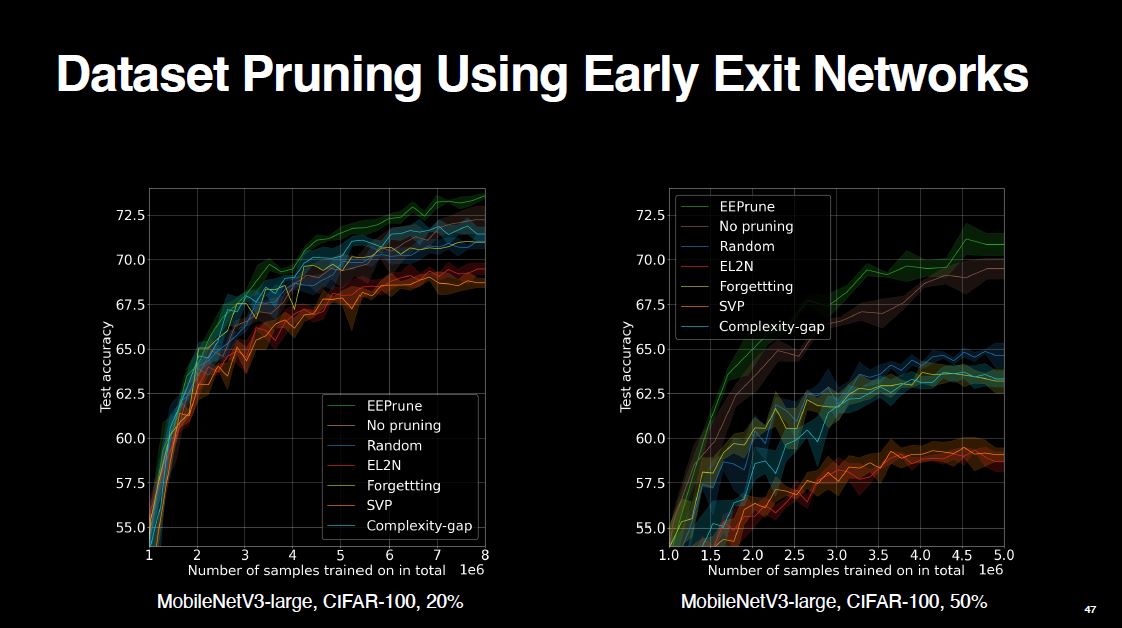 Dataset Pruning Using Early Exit Networks
72.5
70.0
67.5
65.0
62.5
60.0
57.5
55.0
Test accuracy
EEPrune
No pruning
Random
EL2N
Forgettting
SVP
Complexity-gap
1 2 3 4 5 6 7 8
Number of samples trained on in total 1e6
MobileNetV3-large, CIFAR-100, 20%
72.5
70.0
67.5
65.0
62.5
60.0
57.5
55.0
Test accuracy
EEPrune
No pruning
Random
EL2N
Forgettting
SVP
Complexity-gap
1.0 1.5 2.0 2.5 3.0 3.5 4.0 4.5 5.0
Number of samples trained on in total 1e6
MobileNetV3-large, CIFAR-100, 50%
47